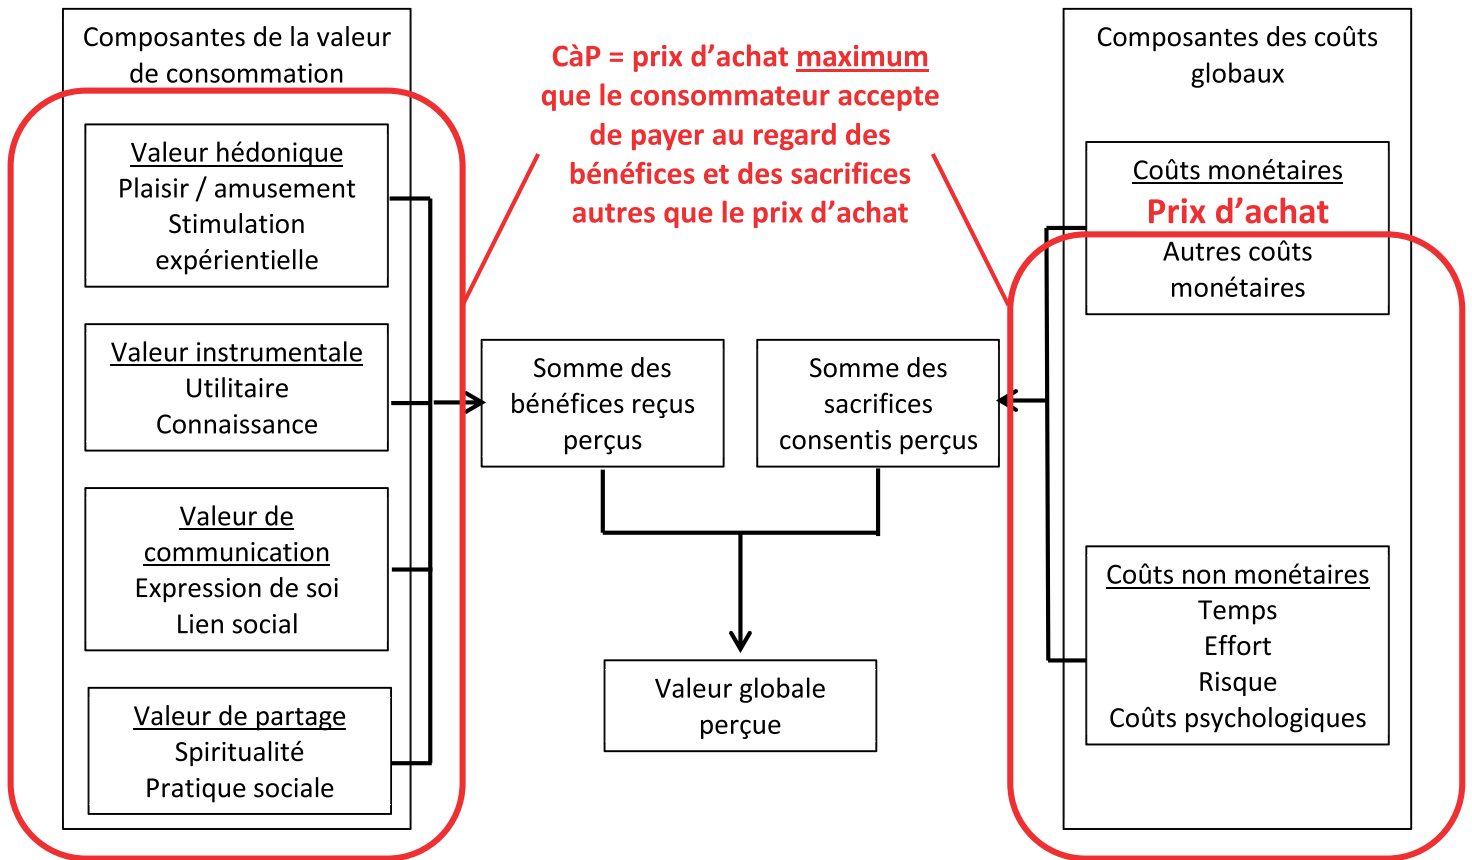 Composantes de la valeur
de consommation
Valeur hédonique
Plaisir / amusement
Stimulation
expérientielle
Valeur instrumentale
Utilitaire
Connaissance
Valeur de
communication
Expression de soi
Lien social
Valeur de partage
Spiritualité
Pratique sociale
CàP = prix d’achat maximum
que le consommateur accepte
de payer au regard des
bénéfices et des sacrifices
autres que le prix d’achat
Somme des
bénéfices reçus
perçus
Somme des
sacrifices
consentis perçus
Valeur globale
perçue
Composantes des coûts
globaux
Coûts monétaires
Prix d’achat
Autres coûts
monétaires
Coûts non monétaires
Temps
Effort
Risque
Coûts psychologiques